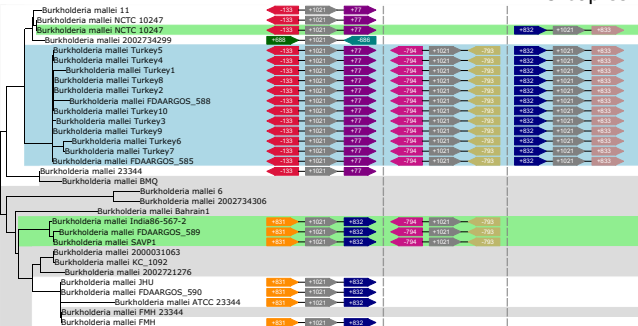 Burkholderia mallei 11 -133 +1021 +77
Burkholderia mallei NCTC 10247 -133 +1021 +77
Burkholderia mallei NCTC 10247 -133 +1021 +77 +832 +1021 +833
Burkholderia mallei 2002734299 +688 +1021 -686
Burkholderia mallei Turkey5 -133 +1021 +77 -794 +1021 -793 +832 +1021 +833
Burkholderia mallei Turkey4 -133 +1021 +77 -794 +1021 -793 +832 +1021 +833
Burkholderia mallei Turkey1 -133 +1021 +77 -794 +1021 -793 +832 +1021 +833
Burkholderia mallei Turkey8 -133 +1021 +77 -794 +1021 -793 +832 +1021 +833
Burkholderia mallei Turkey2 -133 +1021 +77 -794 +1021 -793 +832 +1021 +833
Burkholderia mallei FDAARGOS_588 -133 +1021 +77 -794 +1021 -793 +832 +1021 +833
Burkholderia mallei Turkey10 -133 +1021 +77 -794 +1021 -793 +832 +1021 +833
Burkholderia mallei Turkey3 -133 +1021 +77 -794 +1021 -793 +832 +1021 +833
Burkholderia mallei Turkey9 -133 +1021 +77 -794 +1021 -793 +832 +1021 +833
Burkholderia mallei Turkey6 -133 +1021 +77 -794 +1021 -793 +832 +1021 +833
Burkholderia mallei Turkey7 -133 +1021 +77 -794 +1021 -793 +832 +1021 +833
Burkholderia mallei FDAARGOS_585 -133 +1021 +77 -794 +1021 -793 +832 +1021 +833
Burkholderia mallei 23344 -133 +1021 +77
Burkholderia mallei BMQ
Burkholderia mallei 6
Burkholderia mallei 2002734306
Burkholderia mallei Bahrain1
Burkholderia mallei India86-567-2 +831 +1021 +832 -794 +1021 -793
Burkholderia mallei FDAARGOS_589 +831 +1021 +832 -794 +1021 -793
Burkholderia mallei SAVP1 +831 +1021 +832 -794 +1021 -793
Burkholderia mallei 2000031063
Burkholderia mallei KC_1092
Burkholderia mallei 2002721276
Burkholderia mallei JHU +831 +1021 +832
Burkholderia mallei FDAARGOS_590 +831 +1021 +832
Burkholderia mallei ATCC 23344 +831 +1021 +832
Burkholderia mallei FMH 23344
Burkholderia mallei FMH +831 +1021 +832